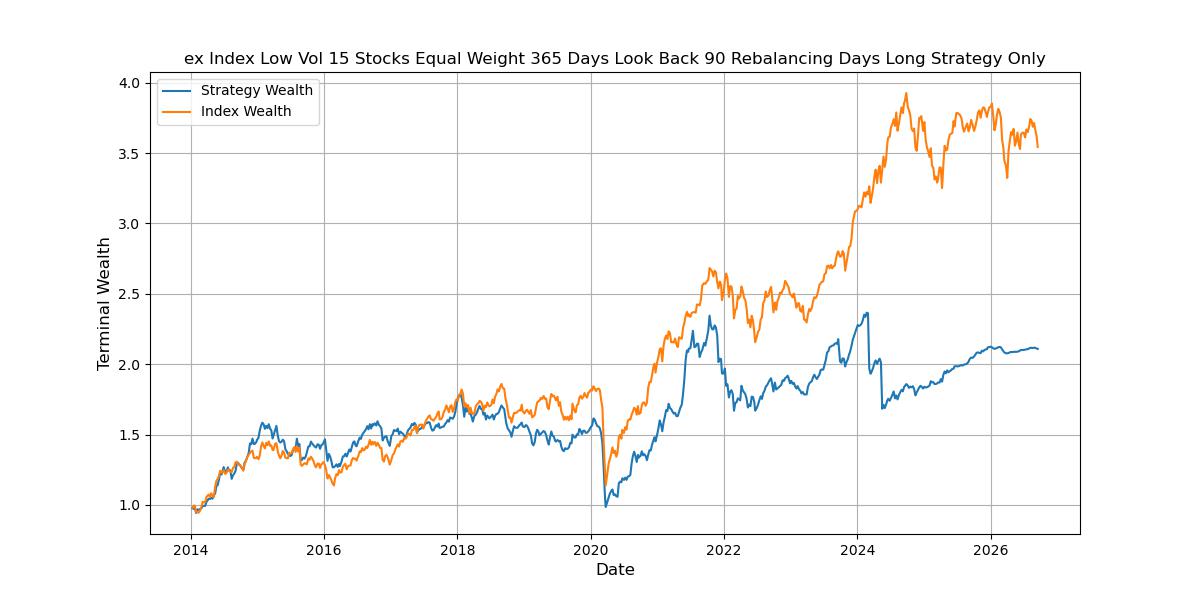 ex Index Low Vol 15 Stocks Equal Weight 365 Days Look Back 90 Rebalancing Days Long Strategy Only
Strategy Wealth
Index Wealth
Terminal Wealth
4.0
3.5
3.0
2.5
2.0
1.5
1.0
2014 2016 2018 2020 2022 2024 2026
Date